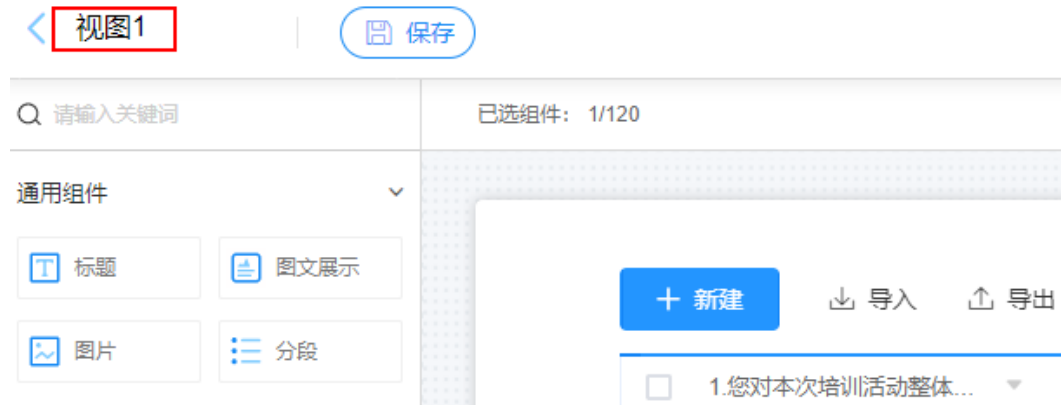 视图1
保存
请输入关键词
已选组件： 1/120
通用组件
标题
图文展示
新建
导入
导出
图片
分段
1.您对本次培训活动整体...